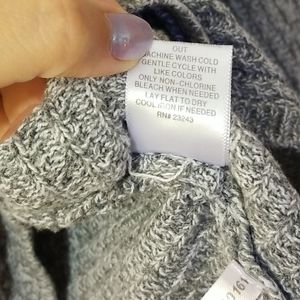 OUT
MACHINE WASH COLD
GENTLE CYCLE WITH
LIKE COLORS
ONLY NON-CHLORINE
BLEACH WHEN NEEDED
LAY FLAT TO DRY
COOL IRON IF NEEDED
RN# 23243